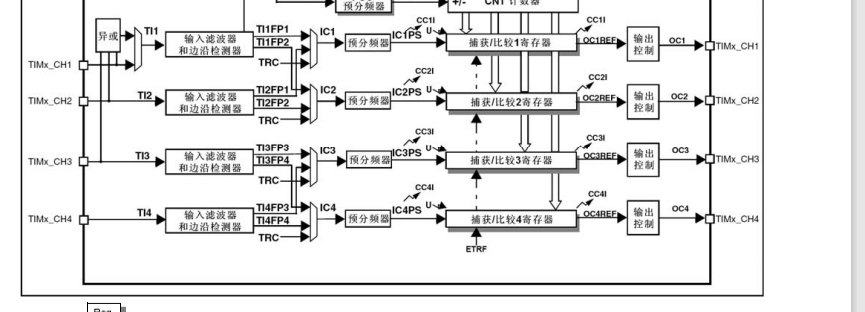 预分频器
+/- CNT 计数器
异或
TI1
输入滤波器
和边沿检测器
TI1FP1
TI1FP2
TRC
IC1
预分频器
IC1PS
U
CC1I
捕获/比较1寄存器
CC1I
OC1REF
输出
控制
OC1
TIMx_CH1
TIMx_CH1
TIMx_CH2
TI2
输入滤波器
和边沿检测器
TI2FP1
TI2FP2
TRC
IC2
预分频器
IC2PS
U
CC2I
捕获/比较2寄存器
CC2I
OC2REF
输出
控制
OC2
TIMx_CH2
TIMx_CH3
TI3
输入滤波器
和边沿检测器
TI3FP3
TI3FP4
TRC
IC3
预分频器
IC3PS
U
CC3I
捕获/比较3寄存器
CC3I
OC3REF
输出
控制
OC3
TIMx_CH3
TIMx_CH4
TI4
输入滤波器
和边沿检测器
TI4FP3
TI4FP4
TRC
IC4
预分频器
IC4PS
U
CC4I
捕获/比较4寄存器
CC4I
OC4REF
输出
控制
OC4
TIMx_CH4
ETRF